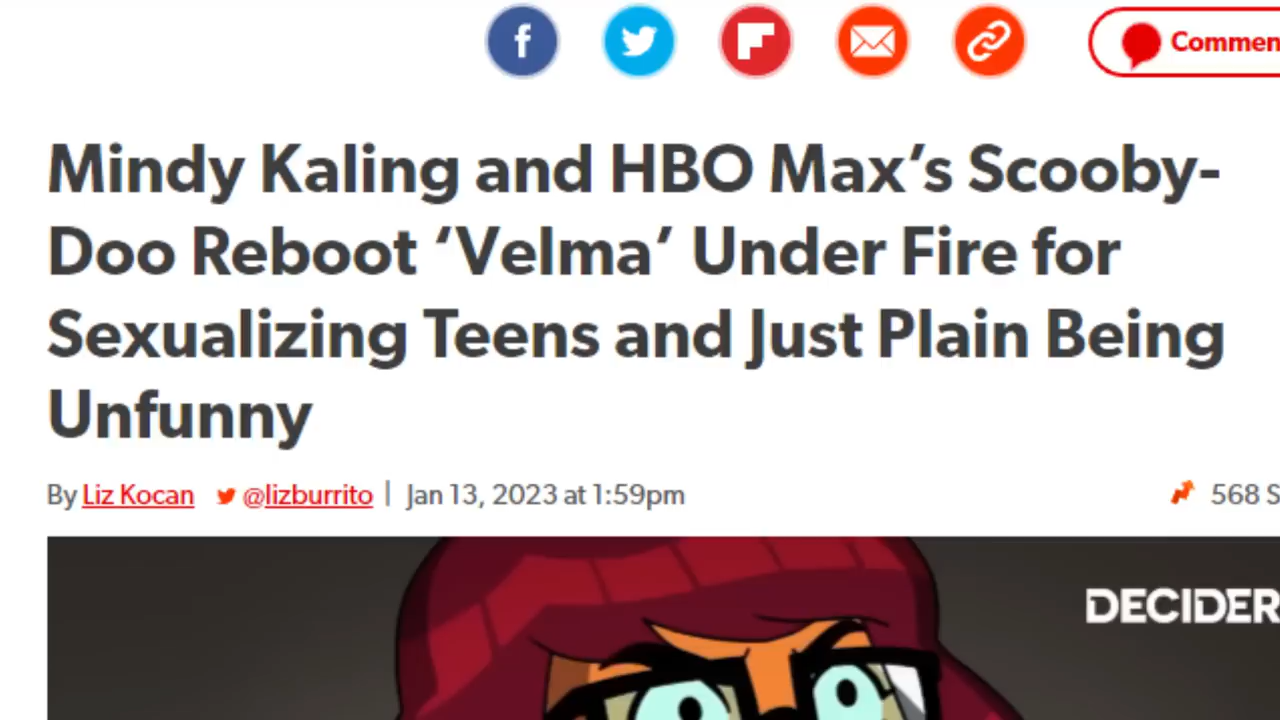 f
Commen
Mindy Kaling and HBO Max’s Scooby-
Doo Reboot ‘Velma’ Under Fire for
Sexualizing Teens and Just Plain Being
Unfunny
By Liz Kocan @lizburrito | Jan 13, 2023 at 1:59pm
568 S
DECIDER